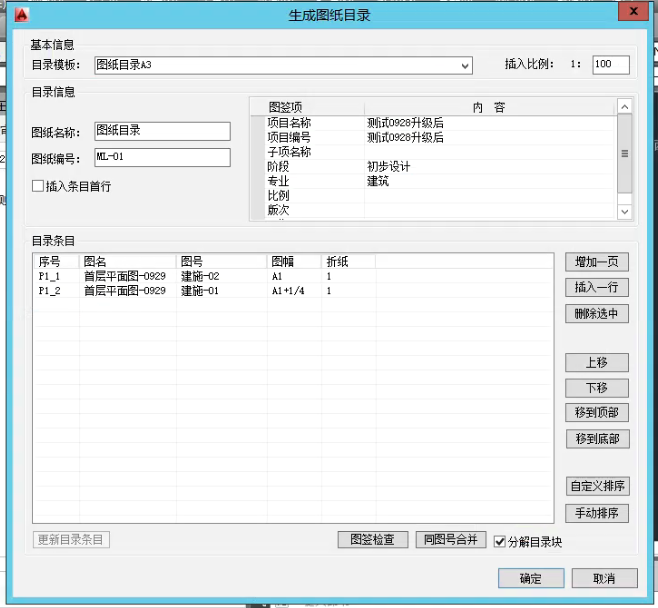 生成图纸目录
基本信息
目录模板: 图纸目录A3 插入比例: 1: 100
目录信息
图纸名称: 图纸目录
图纸编号: ML-01
插入条目首行
图签项 内 容
项目名称 测试0928升级后
项目编号 测试0928升级后
子项名称
阶段 初步设计
专业 建筑
比例
版次
目录条目
序号 图名 图号 图幅 折纸
P1_1 首层平面图-0929 建施-02 A1 1
P1_2 首层平面图-0929 建施-01 A1+1/4 1
增加一页
插入一行
删除选中
上移
下移
移到顶部
移到底部
自定义排序
手动排序
更新目录条目 图签检查 同图号合并 分解目录块
确定 取消